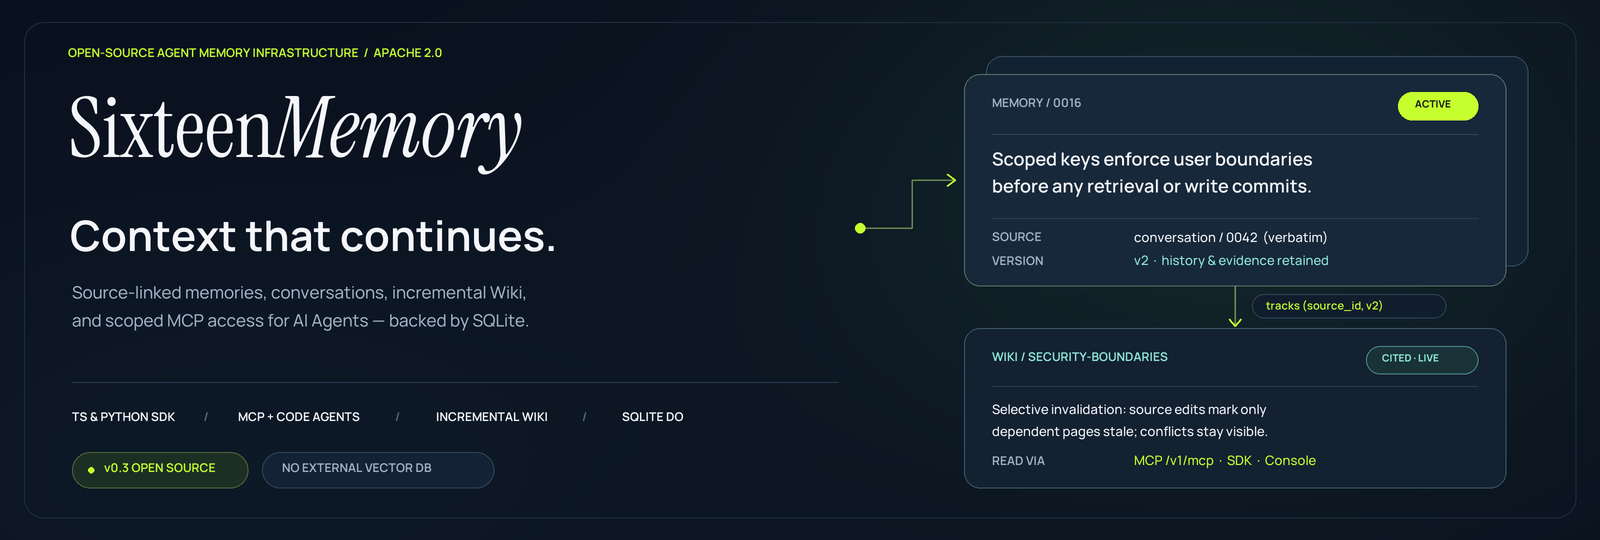 OPEN-SOURCE AGENT MEMORY INFRASTRUCTURE / APACHE 2.0
SixteenMemory
Context that continues.
Source-linked memories, conversations, incremental Wiki,
and scoped MCP access for AI Agents — backed by SQLite.
TS & PYTHON SDK / MCP + CODE AGENTS / INCREMENTAL WIKI / SQLITE DO
v0.3 OPEN SOURCE
NO EXTERNAL VECTOR DB
MEMORY / 0016
ACTIVE
Scoped keys enforce user boundaries
before any retrieval or write commits.
SOURCE conversation / 0042 (verbatim)
VERSION v2 · history & evidence retained
tracks (source_id, v2)
WIKI / SECURITY-BOUNDARIES
CITED · LIVE
Selective invalidation: source edits mark only
dependent pages stale; conflicts stay visible.
READ VIA MCP /v1/mcp · SDK · Console